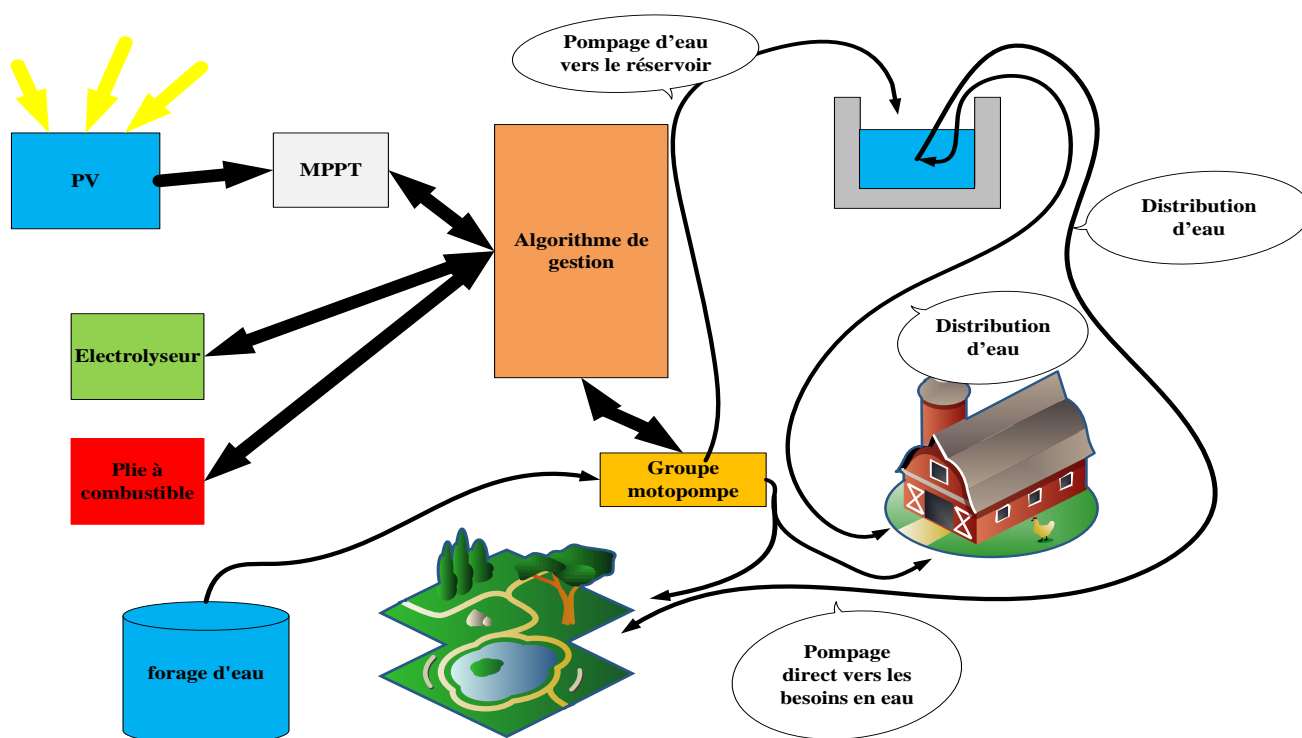 Pompage d'eau
vers le réservoir
PV
MPPT
Algorithme de
gestion
Distribution
d'eau
Distribution
d'eau
Electrolyseur
Plie à
combustible
Groupe
motopompe
forage d'eau
Pompage
direct vers les
besoins en eau